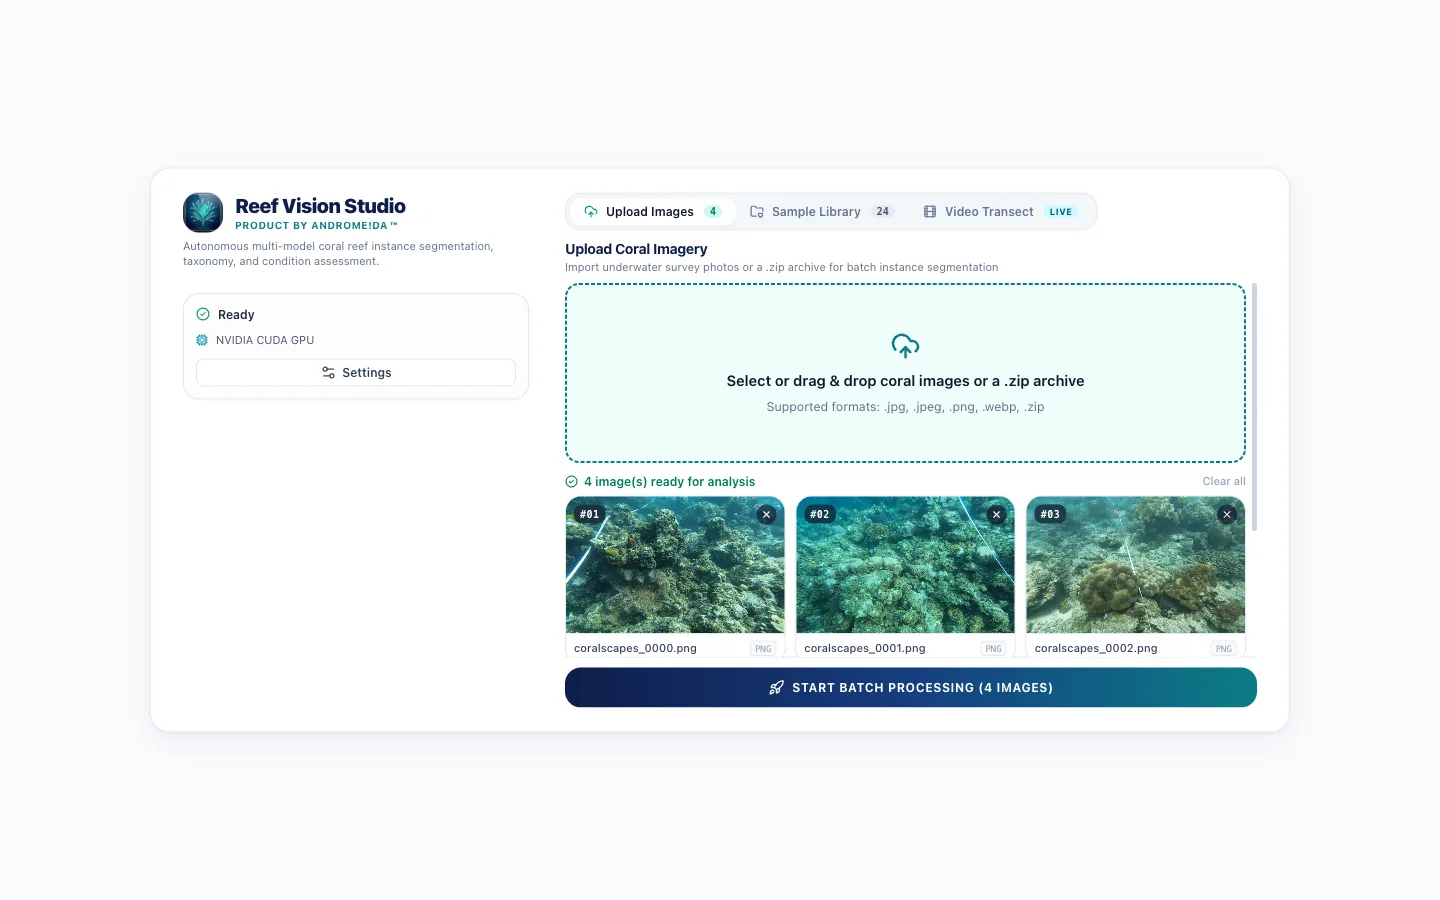 Reef Vision Studio
PRODUCT BY ANDROME!DA™
Autonomous multi-model coral reef instance segmentation,
taxonomy, and condition assessment.
Ready
NVIDIA CUDA GPU
Settings
Upload Images 4
Sample Library 24
Video Transect LIVE
Upload Coral Imagery
Import underwater survey photos or a .zip archive for batch instance segmentation
Select or drag & drop coral images or a .zip archive
Supported formats: .jpg, .jpeg, .png, .webp, .zip
4 image(s) ready for analysis
Clear all
#01
#02
#03
coralscapes_0000.png PNG
coralscapes_0001.png PNG
coralscapes_0002.png PNG
START BATCH PROCESSING (4 IMAGES)